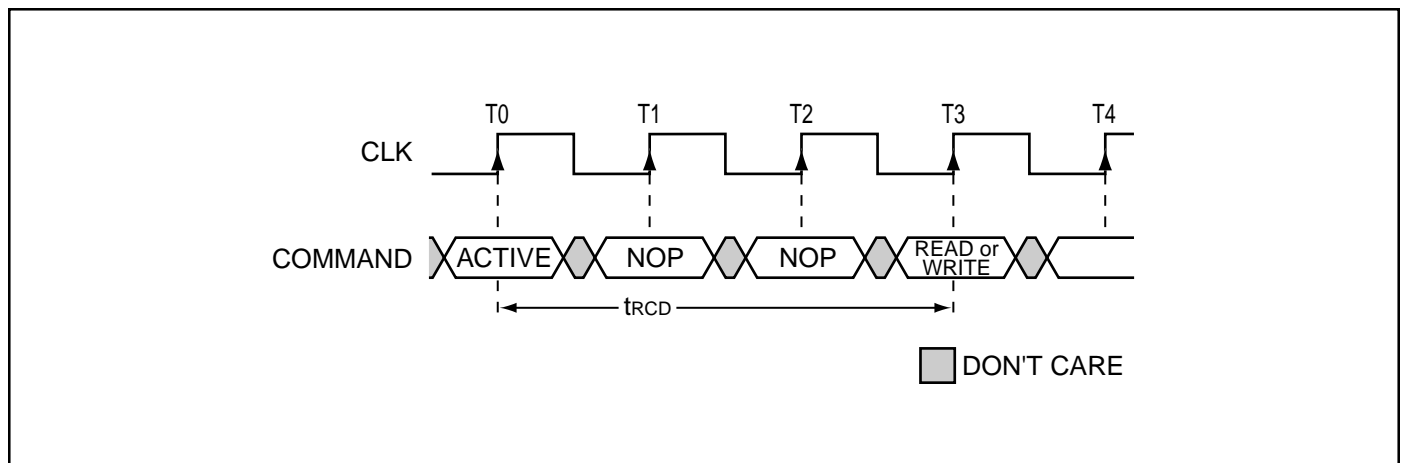 T0 T1 T2 T3 T4
CLK
COMMAND ACTIVE NOP NOP READ or
WRITE
tRCD
DON'T CARE